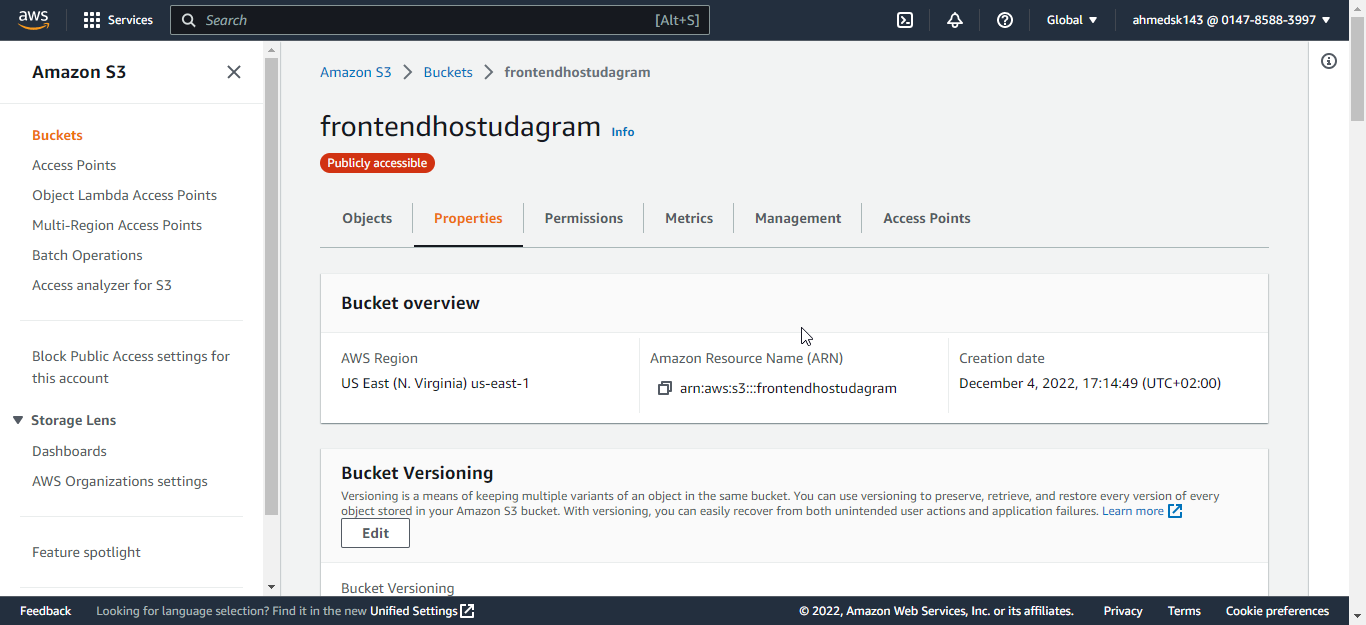 aws Services Search [Alt+S] Global ahmedsk143 @ 0147-8588-3997
Amazon S3
Buckets
Access Points
Object Lambda Access Points
Multi-Region Access Points
Batch Operations
Access analyzer for S3
Block Public Access settings for
this account
Storage Lens
Dashboards
AWS Organizations settings
Feature spotlight
Amazon S3 Buckets frontendhostudagram
frontendhostudagram Info
Publicly accessible
Objects Properties Permissions Metrics Management Access Points
Bucket overview
AWS Region
US East (N. Virginia) us-east-1
Amazon Resource Name (ARN)
arn:aws:s3:::frontendhostudagram
Creation date
December 4, 2022, 17:14:49 (UTC+02:00)
Bucket Versioning
Versioning is a means of keeping multiple variants of an object in the same bucket. You can use versioning to preserve, retrieve, and restore every version of every
object stored in your Amazon S3 bucket. With versioning, you can easily recover from both unintended user actions and application failures. Learn more
Edit
Bucket Versioning
Feedback Looking for language selection? Find it in the new Unified Settings © 2022, Amazon Web Services, Inc. or its affiliates. Privacy Terms Cookie preferences